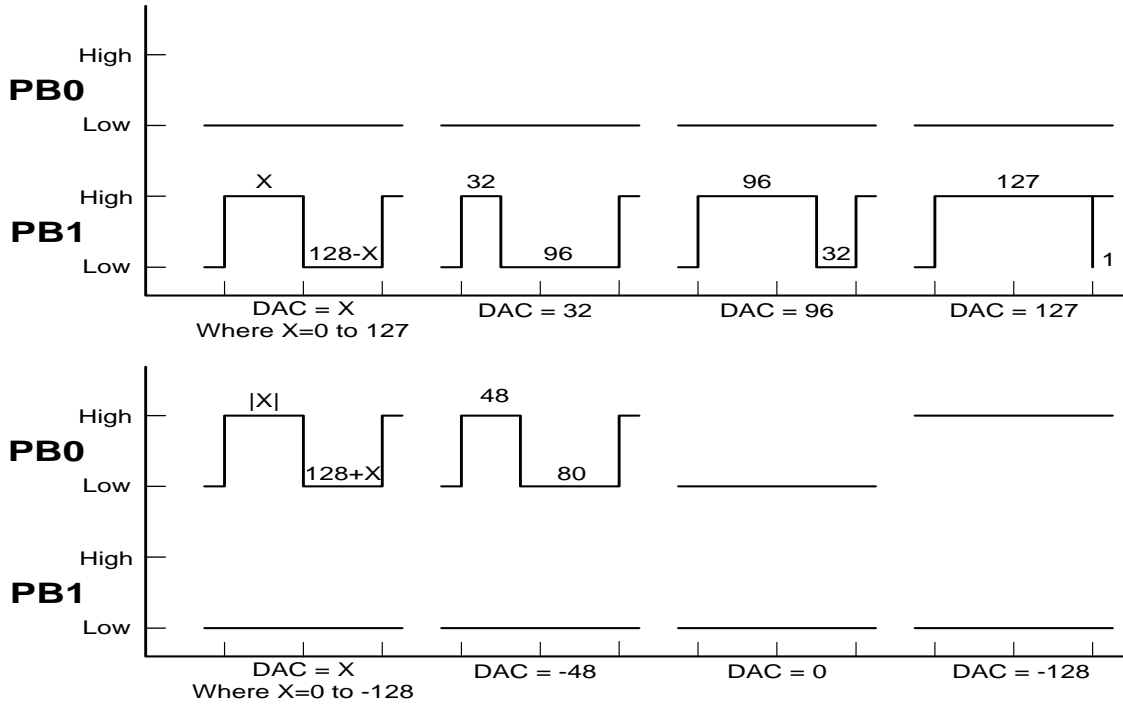 High
PB0
Low
X 32 96 127
High
PB1
128-X 96 32 1
Low
DAC = X DAC = 32 DAC = 96 DAC = 127
Where X=0 to 127
|X| 48
High
PB0
128+X 80
Low
High
PB1
Low
DAC = X DAC = -48 DAC = 0 DAC = -128
Where X=0 to -128